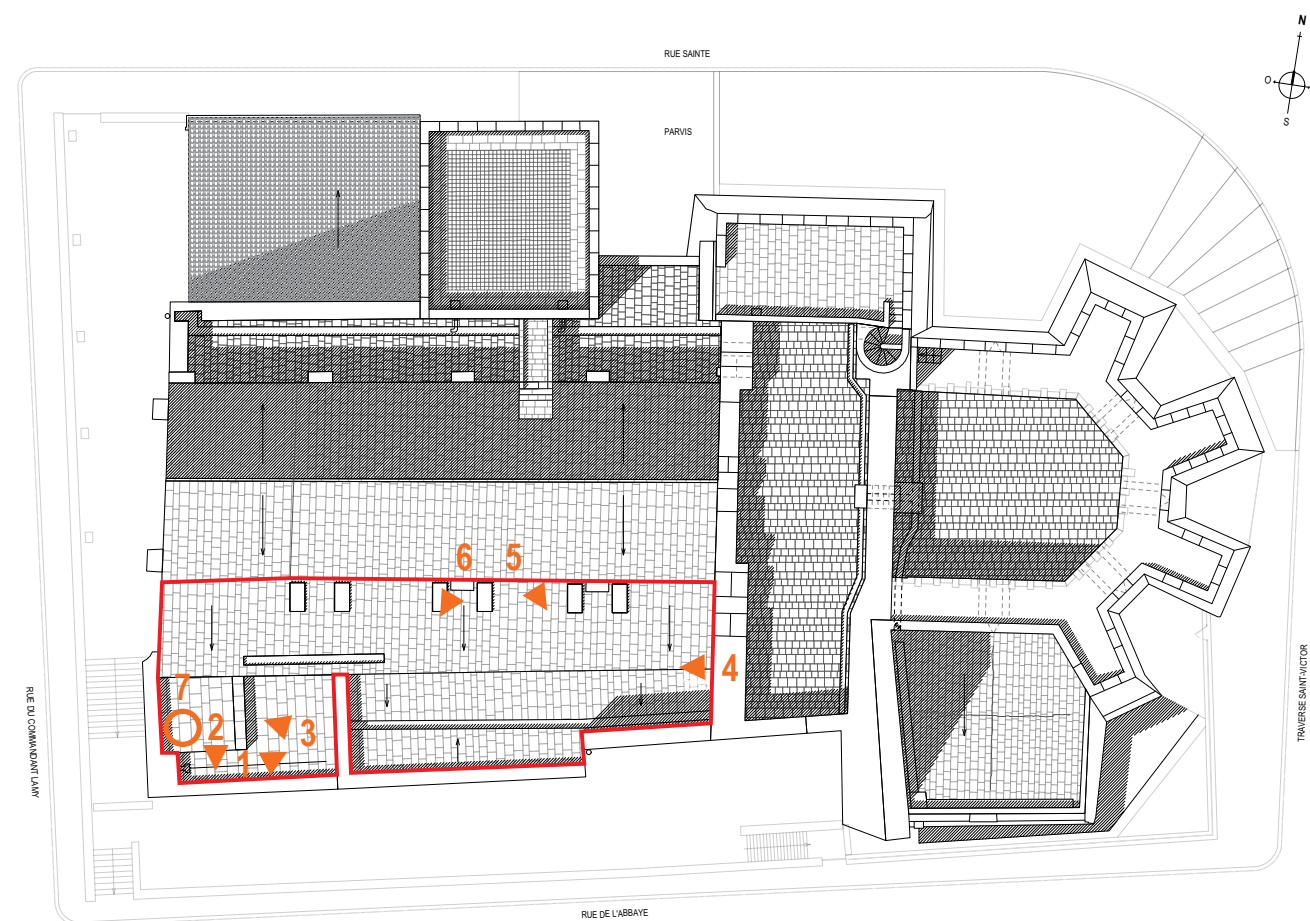 N
RUE SAINTE
O
S
PARVIS
6
5
4
7
2
3
1
RUE DU COMMANDANT LAMY
TRAVERSE SAINT-VICTOR
RUE DE L'ABBAYE